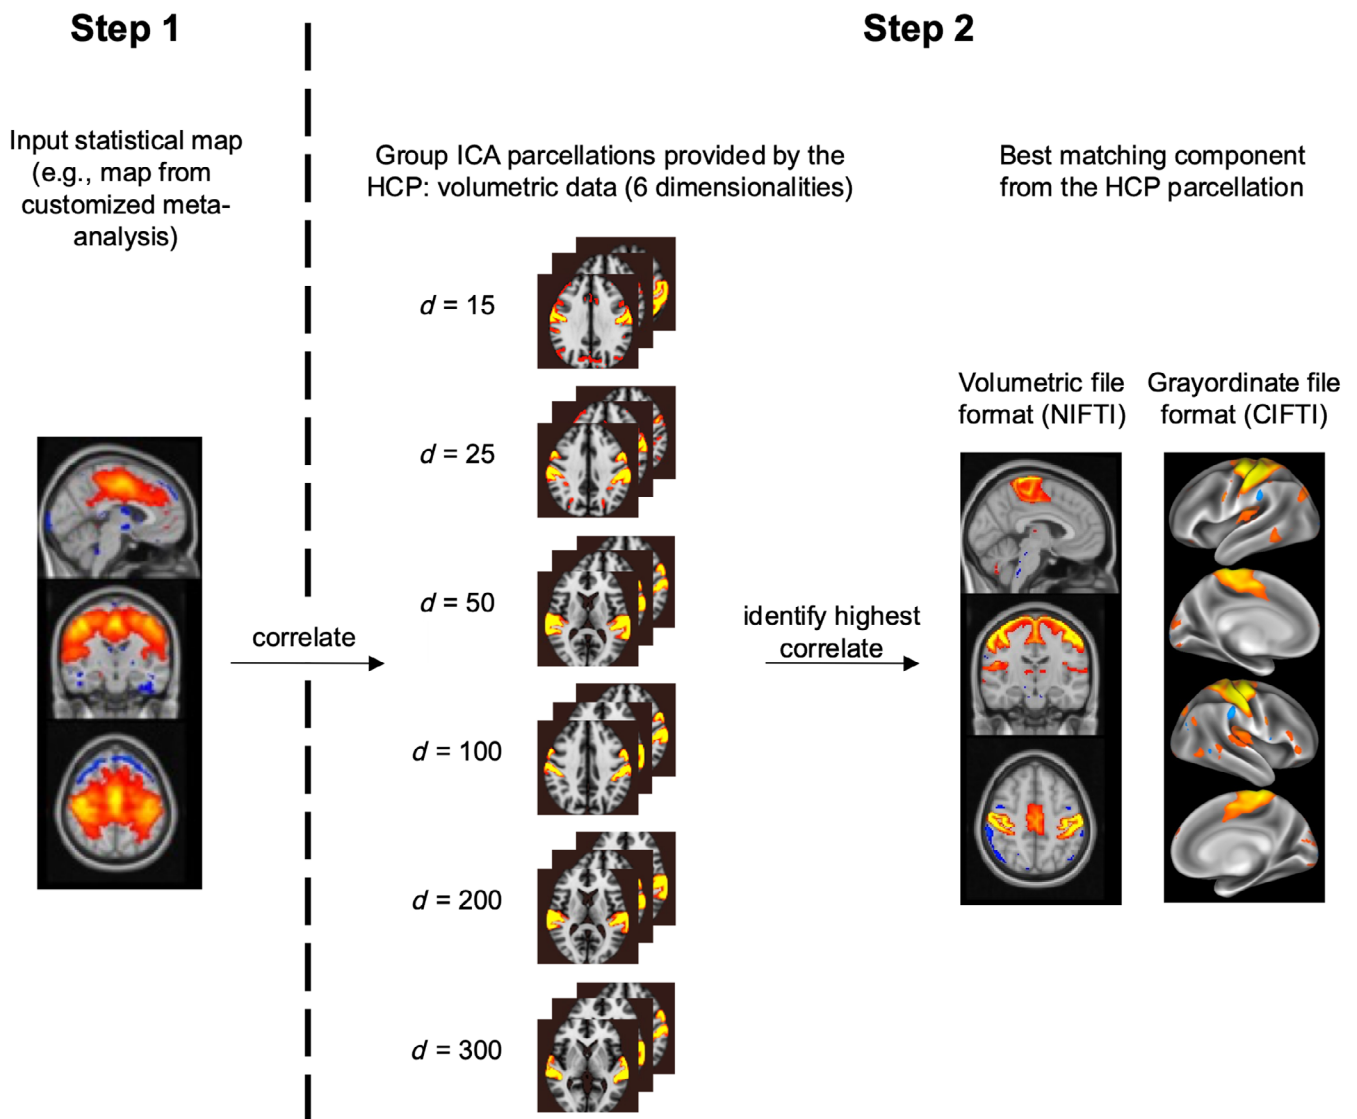 Step 1
Step 2
Input statistical map
(e.g., map from
customized meta-
analysis)
Group ICA parcellations provided by the
HCP: volumetric data (6 dimensionalities)
Best matching component
from the HCP parcellation
d = 15
d = 25
d = 50
d = 100
d = 200
d = 300
correlate
identify highest
correlate
Volumetric file
format (NIFTI)
Grayordinate file
format (CIFTI)